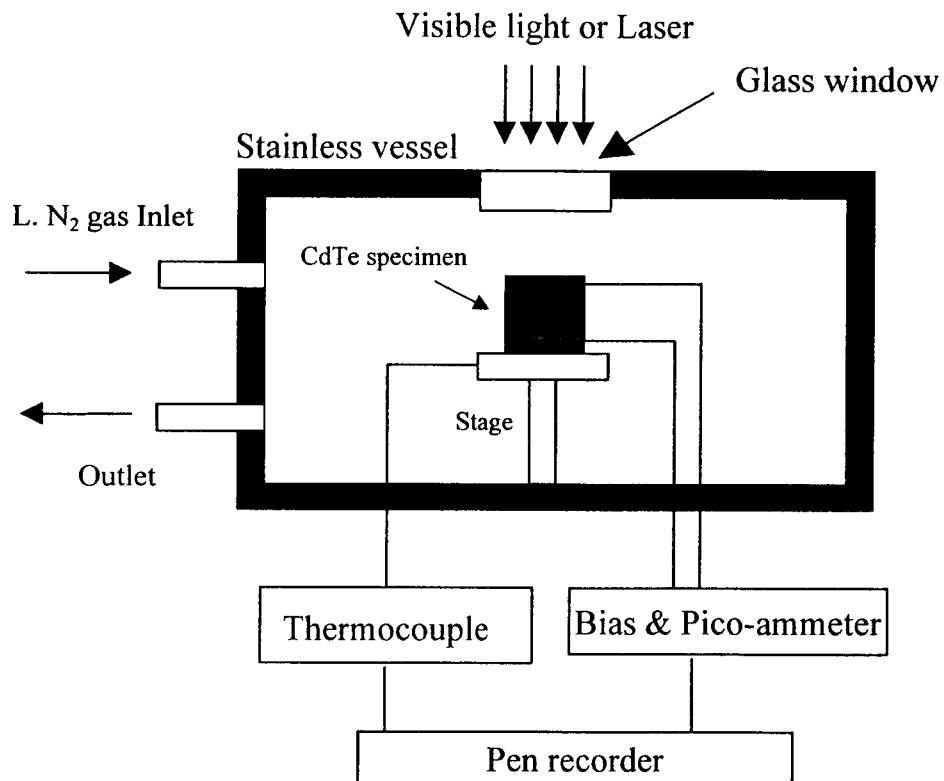 Visible light or Laser
Glass window
Stainless vessel
L. N₂ gas Inlet
CdTe specimen
Stage
Outlet
Thermocouple
Bias & Pico-ammeter
Pen recorder